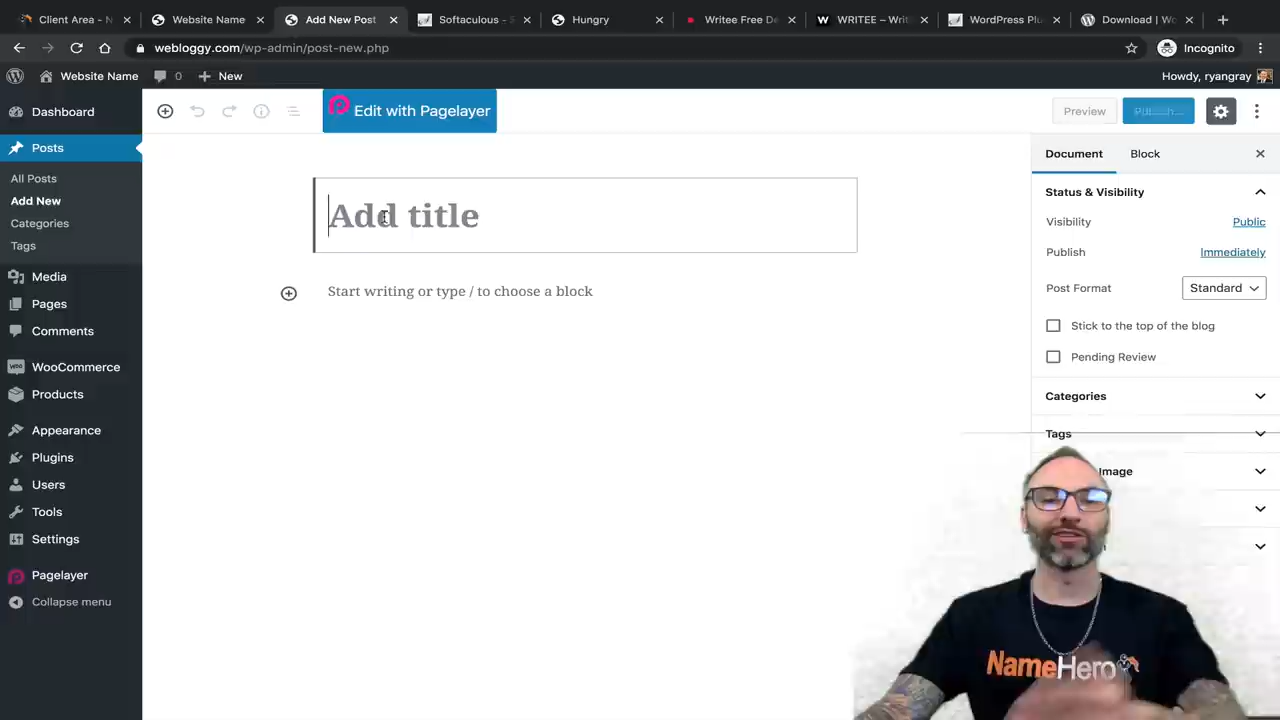 Client Area - N
Website Name
Add New Post
Softaculous - S
Hungry
Writee Free De
WRITEE – Writ
WordPress Plu
Download | Wo
webloggy.com/wp-admin/post-new.php
Incognito
Website Name
0
New
Howdy, ryangray
Dashboard
Edit with Pagelayer
Preview
Publish...
Posts
Document
Block
All Posts
Add New
Categories
Tags
Media
Pages
Comments
WooCommerce
Products
Appearance
Plugins
Users
Tools
Settings
Pagelayer
Collapse menu
Add title
Start writing or type / to choose a block
Status & Visibility
Visibility
Public
Publish
Immediately
Post Format
Standard
Stick to the top of the blog
Pending Review
Categories
Tags
Image
NameHero